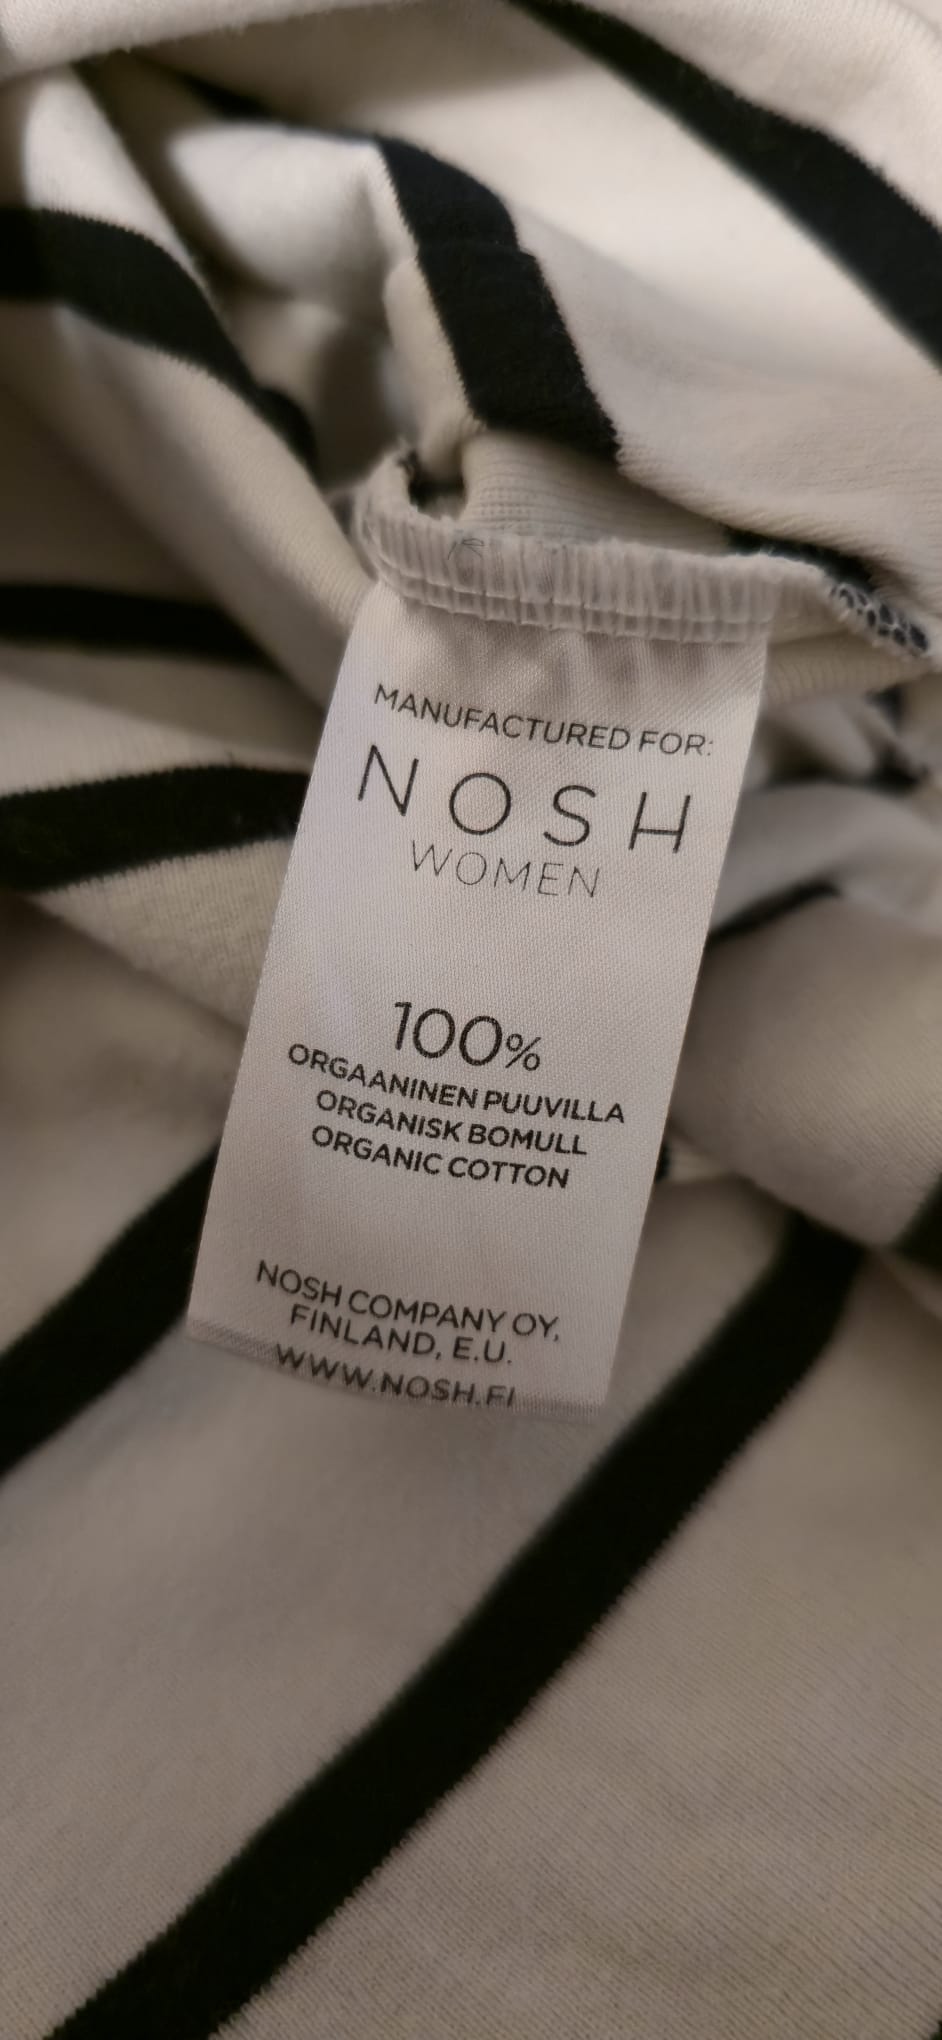 MANUFACTURED FOR:
NOSH
WOMEN
100%
ORGAANINEN PUUVILLA
ORGANISK BOMULL
ORGANIC COTTON
NOSH COMPANY OY,
FINLAND, E.U.
WWW.NOSH.FI